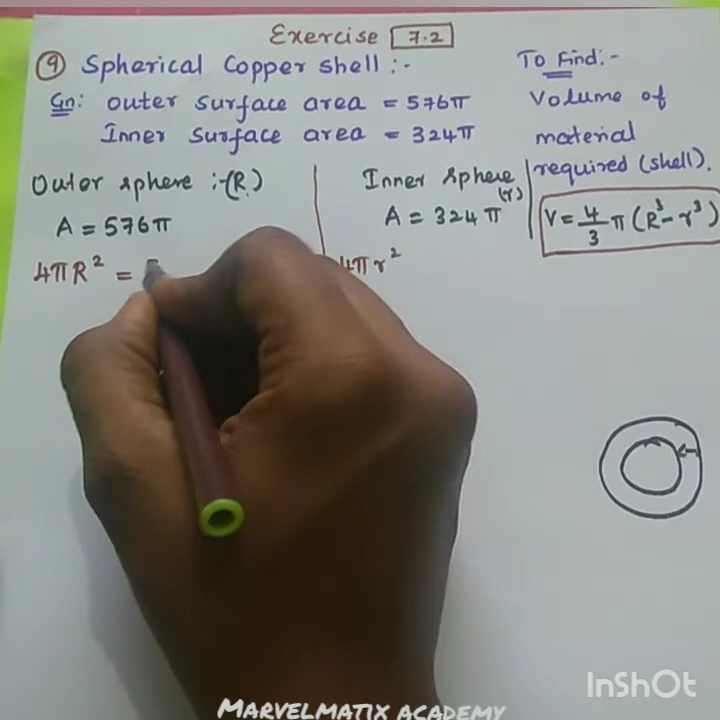 Exercise 7.2
9 Spherical Copper shell :-
Gn: outer surface area = 576π
Inner surface area = 324π
To Find:-
Volume of
material
required (shell).
V = 4/3 π (R³ - r³)
Outer sphere :-(R)
A = 576π
4πR² =
Inner sphere (r)
A = 324π
4πr²
InShOt
MARVELMATIX ACADEMY